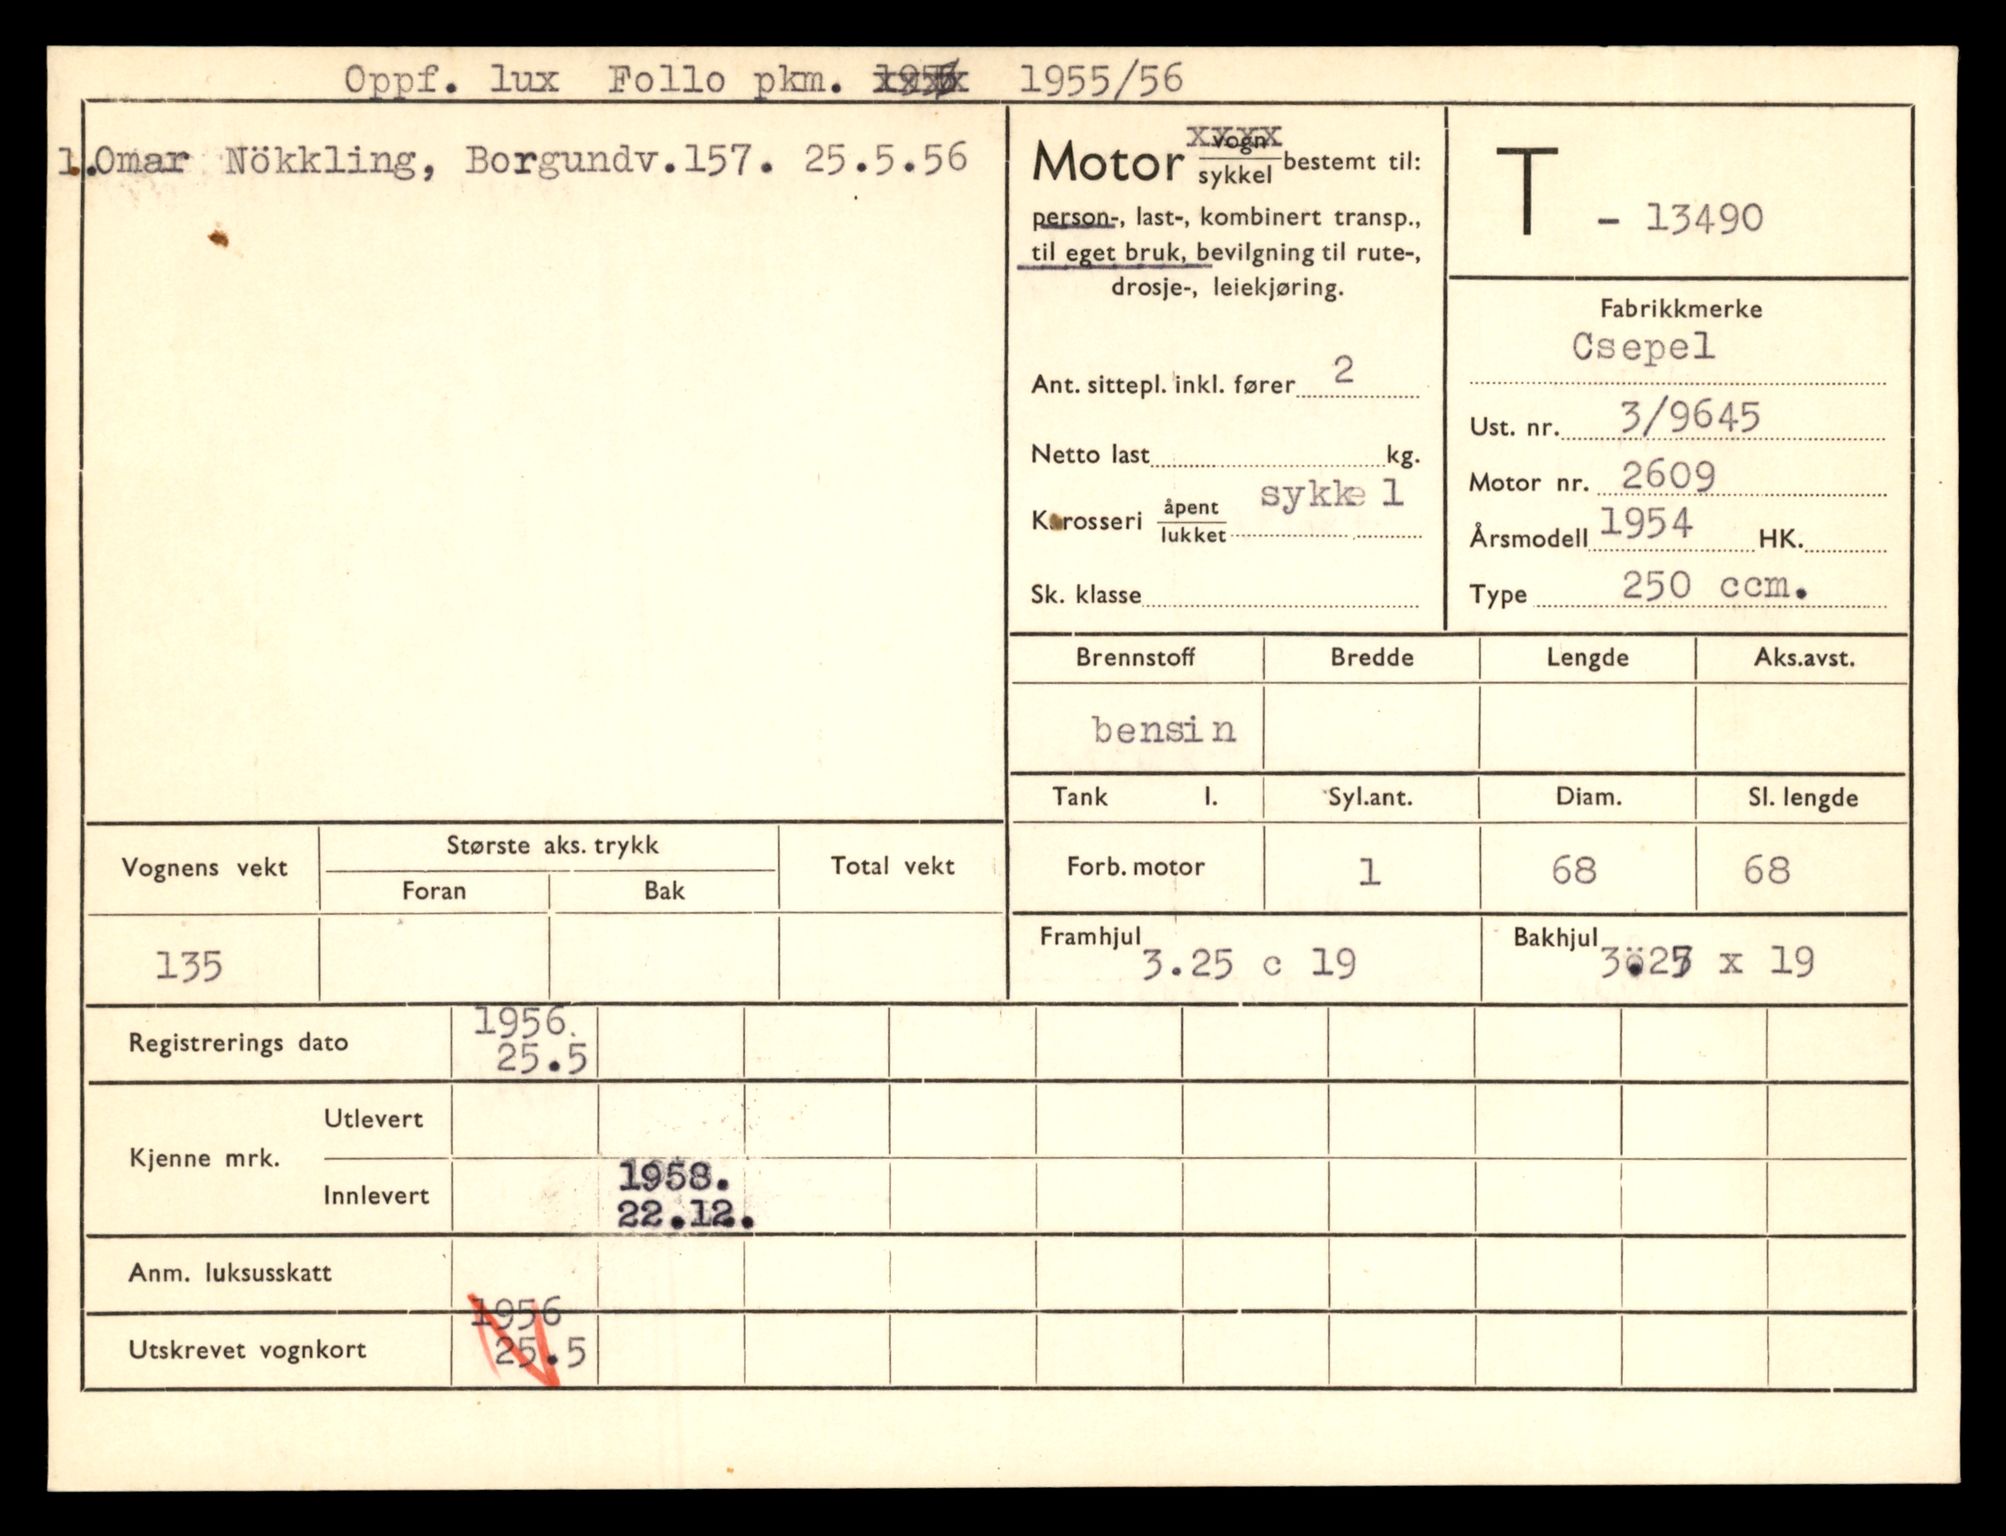 Oppf. lux Follo pkm. 1955/56
1.Omar Nökkling, Borgundv.157. 25.5.56
Motor vogn xxxx
sykkel bestemt til:
person-, last-, kombinert transp.,
til eget bruk, bevilgning til rute-,
drosje-, leiekjøring.
Ant. sittepl. inkl. fører 2
Netto last kg.
Karosseri åpent
lukket sykkel
Sk. klasse
T - 13490
Fabrikkmerke
Csepel
Ust. nr. 3/9645
Motor nr. 2609
Årsmodell 1954 HK.
Type 250 ccm.
Brennstoff Bredde Lengde Aks.avst.
bensin
Tank l. Syl.ant. Diam. Sl. lengde
Forb. motor 1 68 68
Framhjul 3.25 c 19 Bakhjul 3.25 x 19
Vognens vekt Største aks. trykk Total vekt
Foran Bak
135
Registrerings dato 1956.
25.5
Kjenne mrk. Utlevert
Innlevert 1958.
22.12.
Anm. luksusskatt
Utskrevet vognkort 1956
25.5